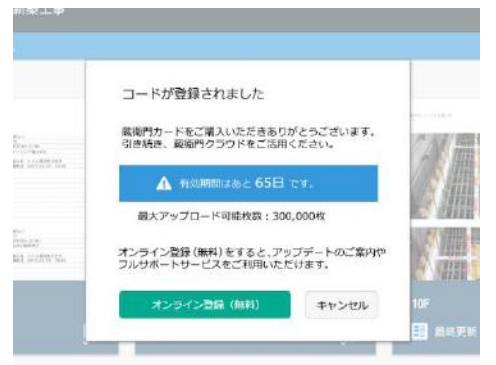 新築工事
コードが登録されました
蔵衛門カードをご購入いただきありがとうございます。
引き続き、蔵衛門クラウドをご活用ください。
有効期間はあと 65日 です。
最大アップロード可能枚数：300,000枚
オンライン登録（無料）をすると、アップデートのご案内や
フルサポートサービスをご利用いただけます。
オンライン登録（無料）
キャンセル
10F
最終更新